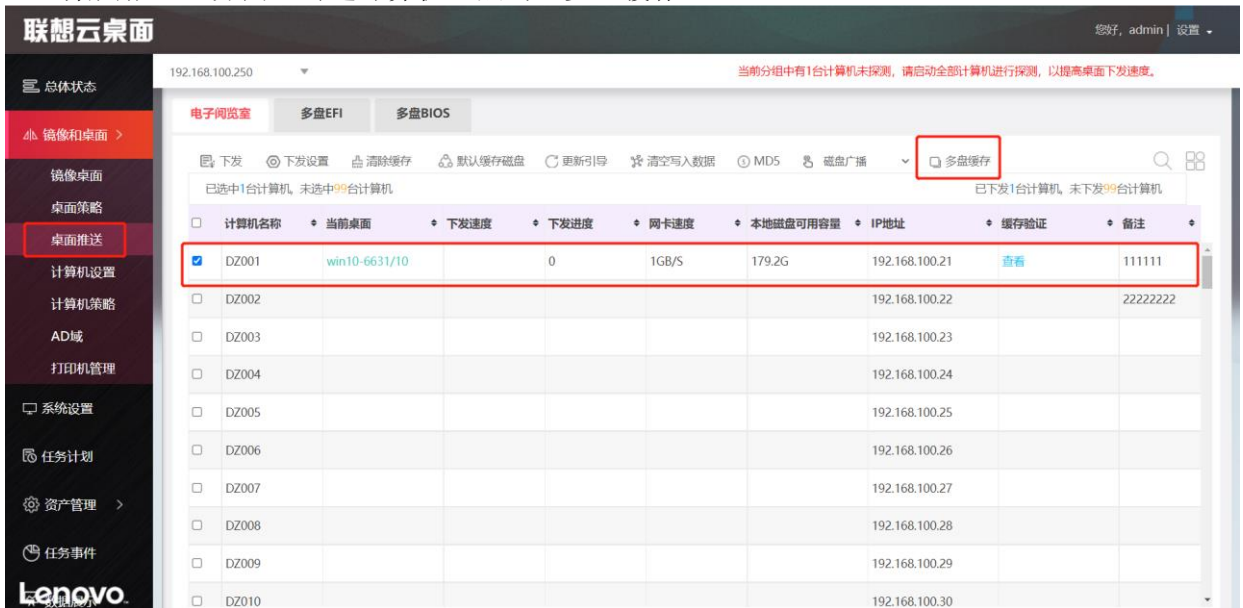 联想云桌面
您好，admin | 设置
总体状态
镜像和桌面 >
镜像桌面
桌面策略
桌面推送
计算机设置
计算机策略
AD域
打印机管理
系统设置
任务计划
资产管理 >
任务事件
Lenovo
192.168.100.250
当前分组中有1台计算机未探测，请启动全部计算机进行探测，以提高桌面下发速度。
电子阅览室 多盘EFI 多盘BIOS
下发 下发设置 清除缓存 默认缓存磁盘 更新引导 清空写入数据 MD5 磁盘广播 多盘缓存
已选中1台计算机，未选中99台计算机 已下发1台计算机，未下发99台计算机
计算机名称 当前桌面 下发速度 下发进度 网卡速度 本地磁盘可用容量 IP地址 缓存验证 备注
DZ001 win10-6631/10 0 1GB/S 179.2G 192.168.100.21 查看 111111
DZ002 192.168.100.22 22222222
DZ003 192.168.100.23
DZ004 192.168.100.24
DZ005 192.168.100.25
DZ006 192.168.100.26
DZ007 192.168.100.27
DZ008 192.168.100.28
DZ009 192.168.100.29
DZ010 192.168.100.30